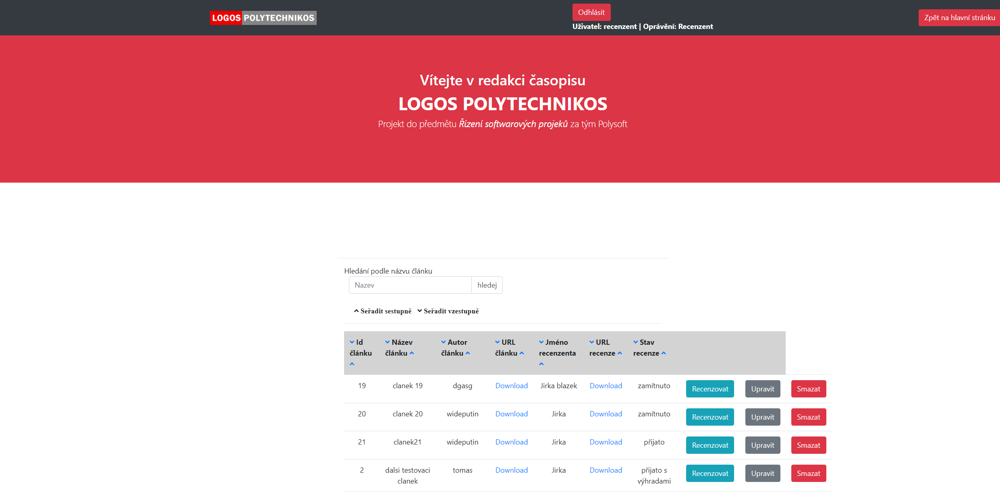 LOGOS POLYTECHNIKOS
Odhlásit
Uživatel: recenzent | Oprávění: Recenzent
Zpět na hlavní stránku
Vítejte v redakci časopisu
LOGOS POLYTECHNIKOS
Projekt do předmětu Řízení softwarových projeků za tým Polysoft
Hledání podle názvu článku
Nazev hledej
Seřadit sestupně Seřadit vzestupně
Id článku Název článku Autor článku URL článku Jméno recenzenta URL recenze Stav recenze
19 clanek 19 dgasg Download Jirka blazek Download zamítnuto Recenzovat Upravit Smazat
20 clanek 20 wideputin Download Jirka Download zamítnuto Recenzovat Upravit Smazat
21 clanek21 wideputin Download Jirka Download přijato Recenzovat Upravit Smazat
2 dalsi testovaci clanek tomas Download Jirka Download přijato s výhradami Recenzovat Upravit Smazat